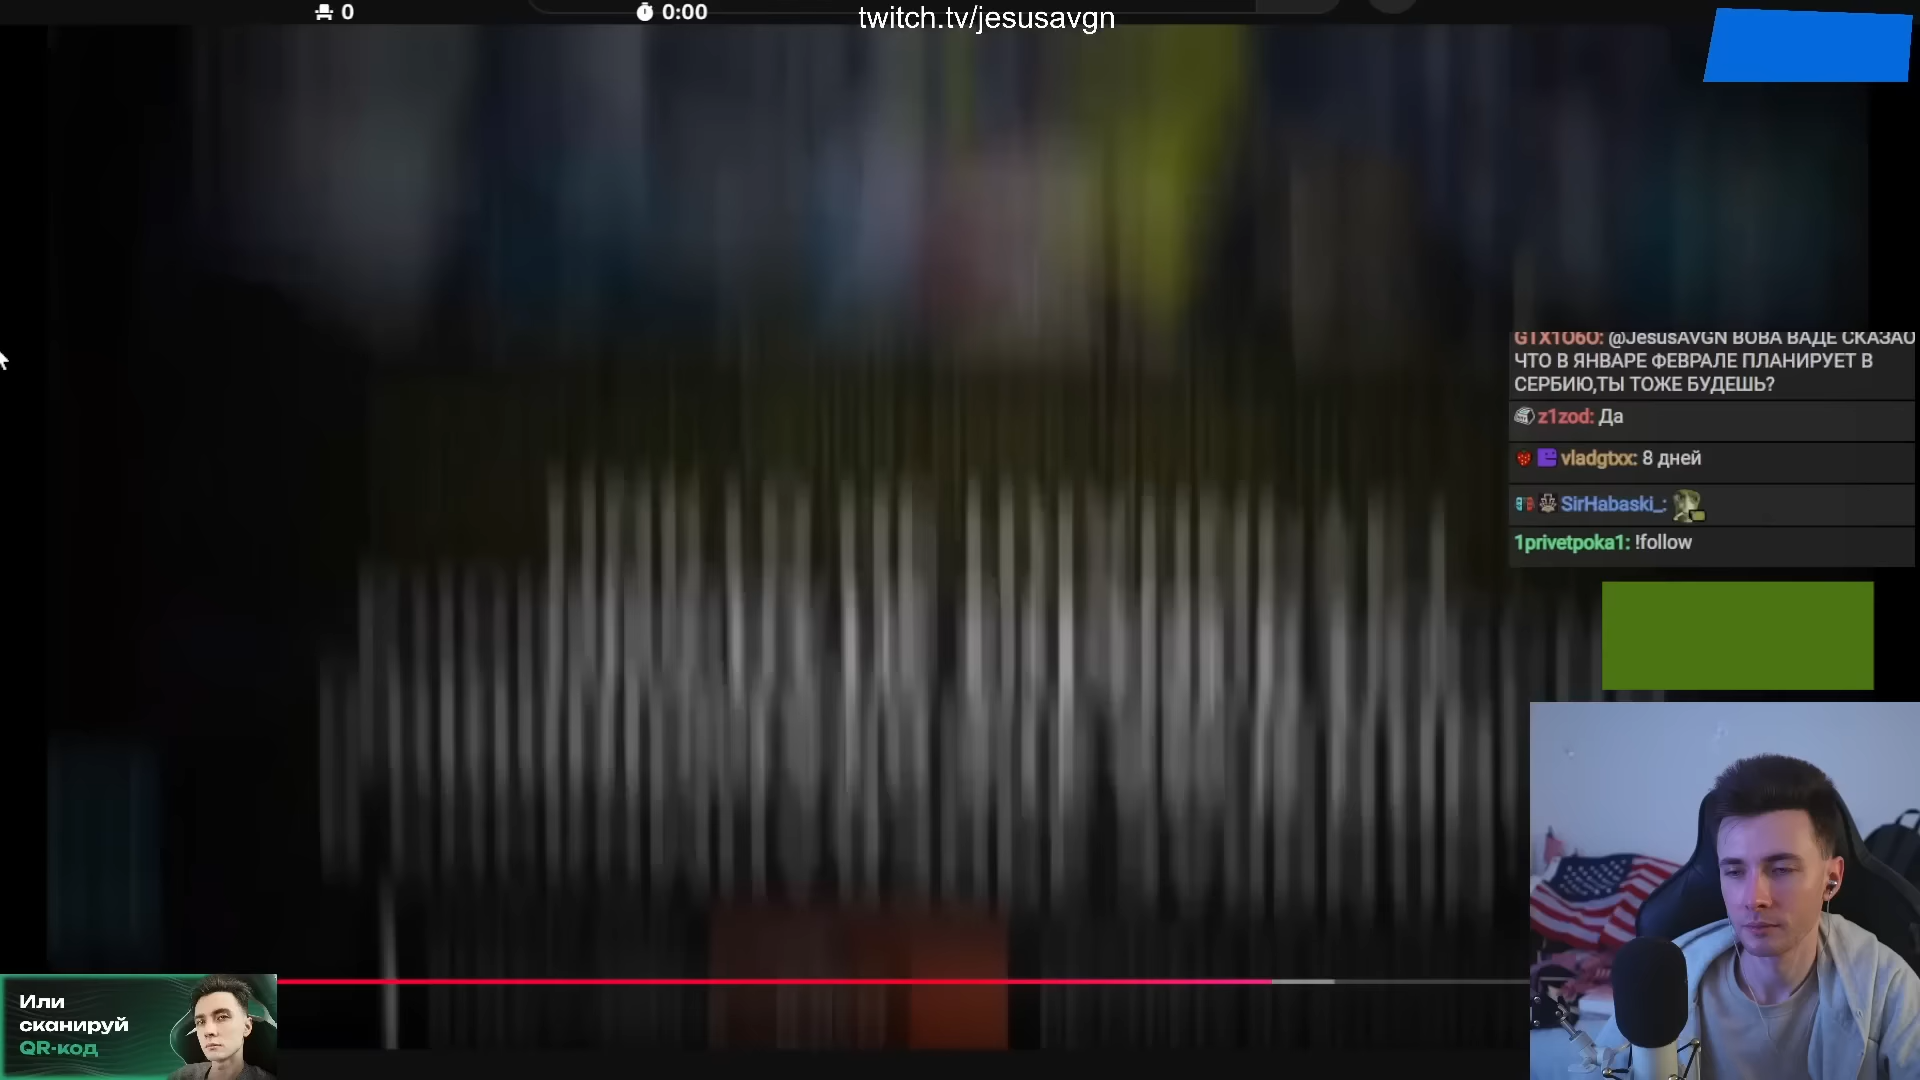 0
0:00
twitch.tv/jesusavgn
GTX1060: @JesusAVGN ВОВА ВАДЕ СКАЗАО
ЧТО В ЯНВАРЕ ФЕВРАЛЕ ПЛАНИРУЕТ В
СЕРБИЮ,ТЫ ТОЖЕ БУДЕШЬ?
z1zod: Да
vladgtxx: 8 дней
SirHabaski_:
1privetpoka1: !follow
Или
сканируй
QR-код